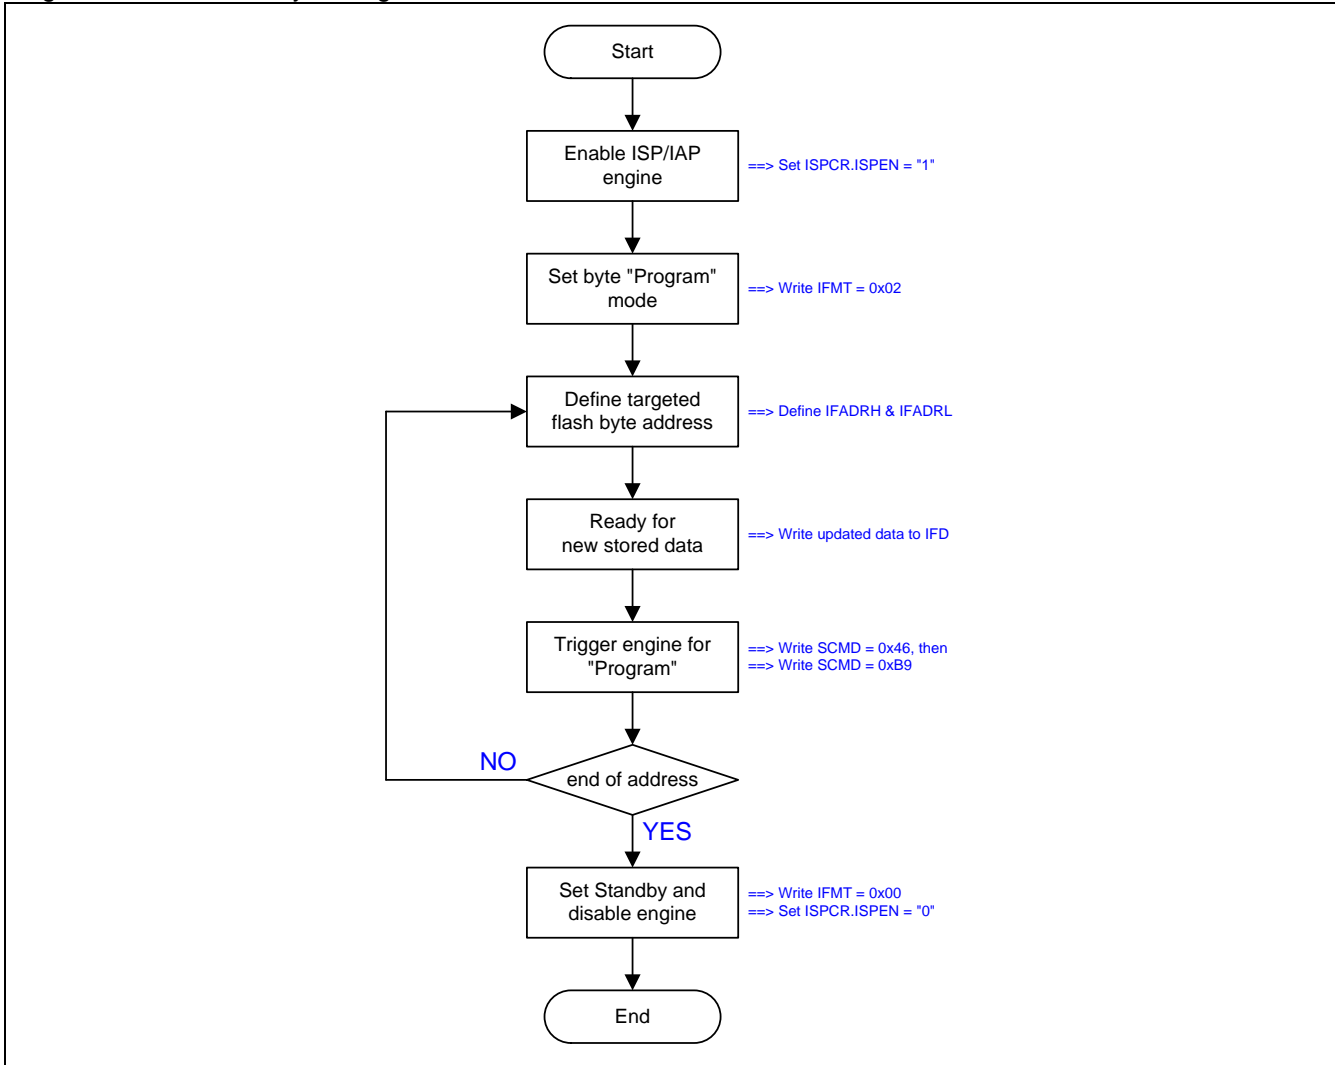 Start
Enable ISP/IAP
engine
==> Set ISPCR.ISPEN = "1"
Set byte "Program"
mode
==> Write IFMT = 0x02
Define targeted
flash byte address
==> Define IFADRH & IFADRL
Ready for
new stored data
==> Write updated data to IFD
Trigger engine for
"Program"
==> Write SCMD = 0x46, then
==> Write SCMD = 0xB9
NO
end of address
YES
Set Standby and
disable engine
==> Write IFMT = 0x00
==> Set ISPCR.ISPEN = "0"
End